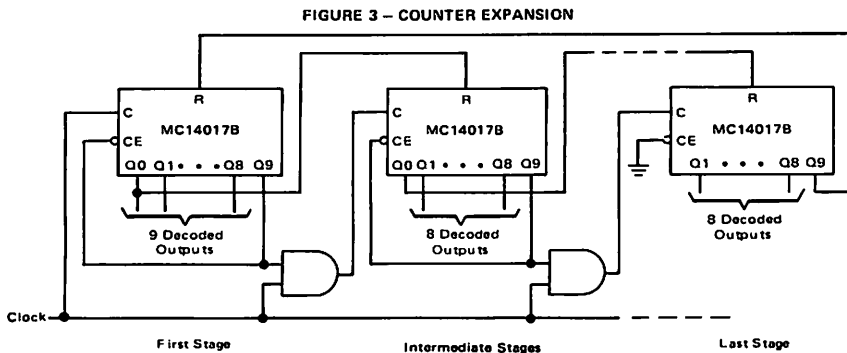 FIGURE 3 – COUNTER EXPANSION
R
C
MC14017B
CE
Q0 Q1 • • • Q8 Q9
9 Decoded
Outputs
R
C
MC14017B
CE
Q0 Q1 • • • Q8 Q9
8 Decoded
Outputs
R
C
MC14017B
CE
Q1 • • • Q8 Q9
8 Decoded
Outputs
Clock
First Stage
Intermediate Stages
Last Stage